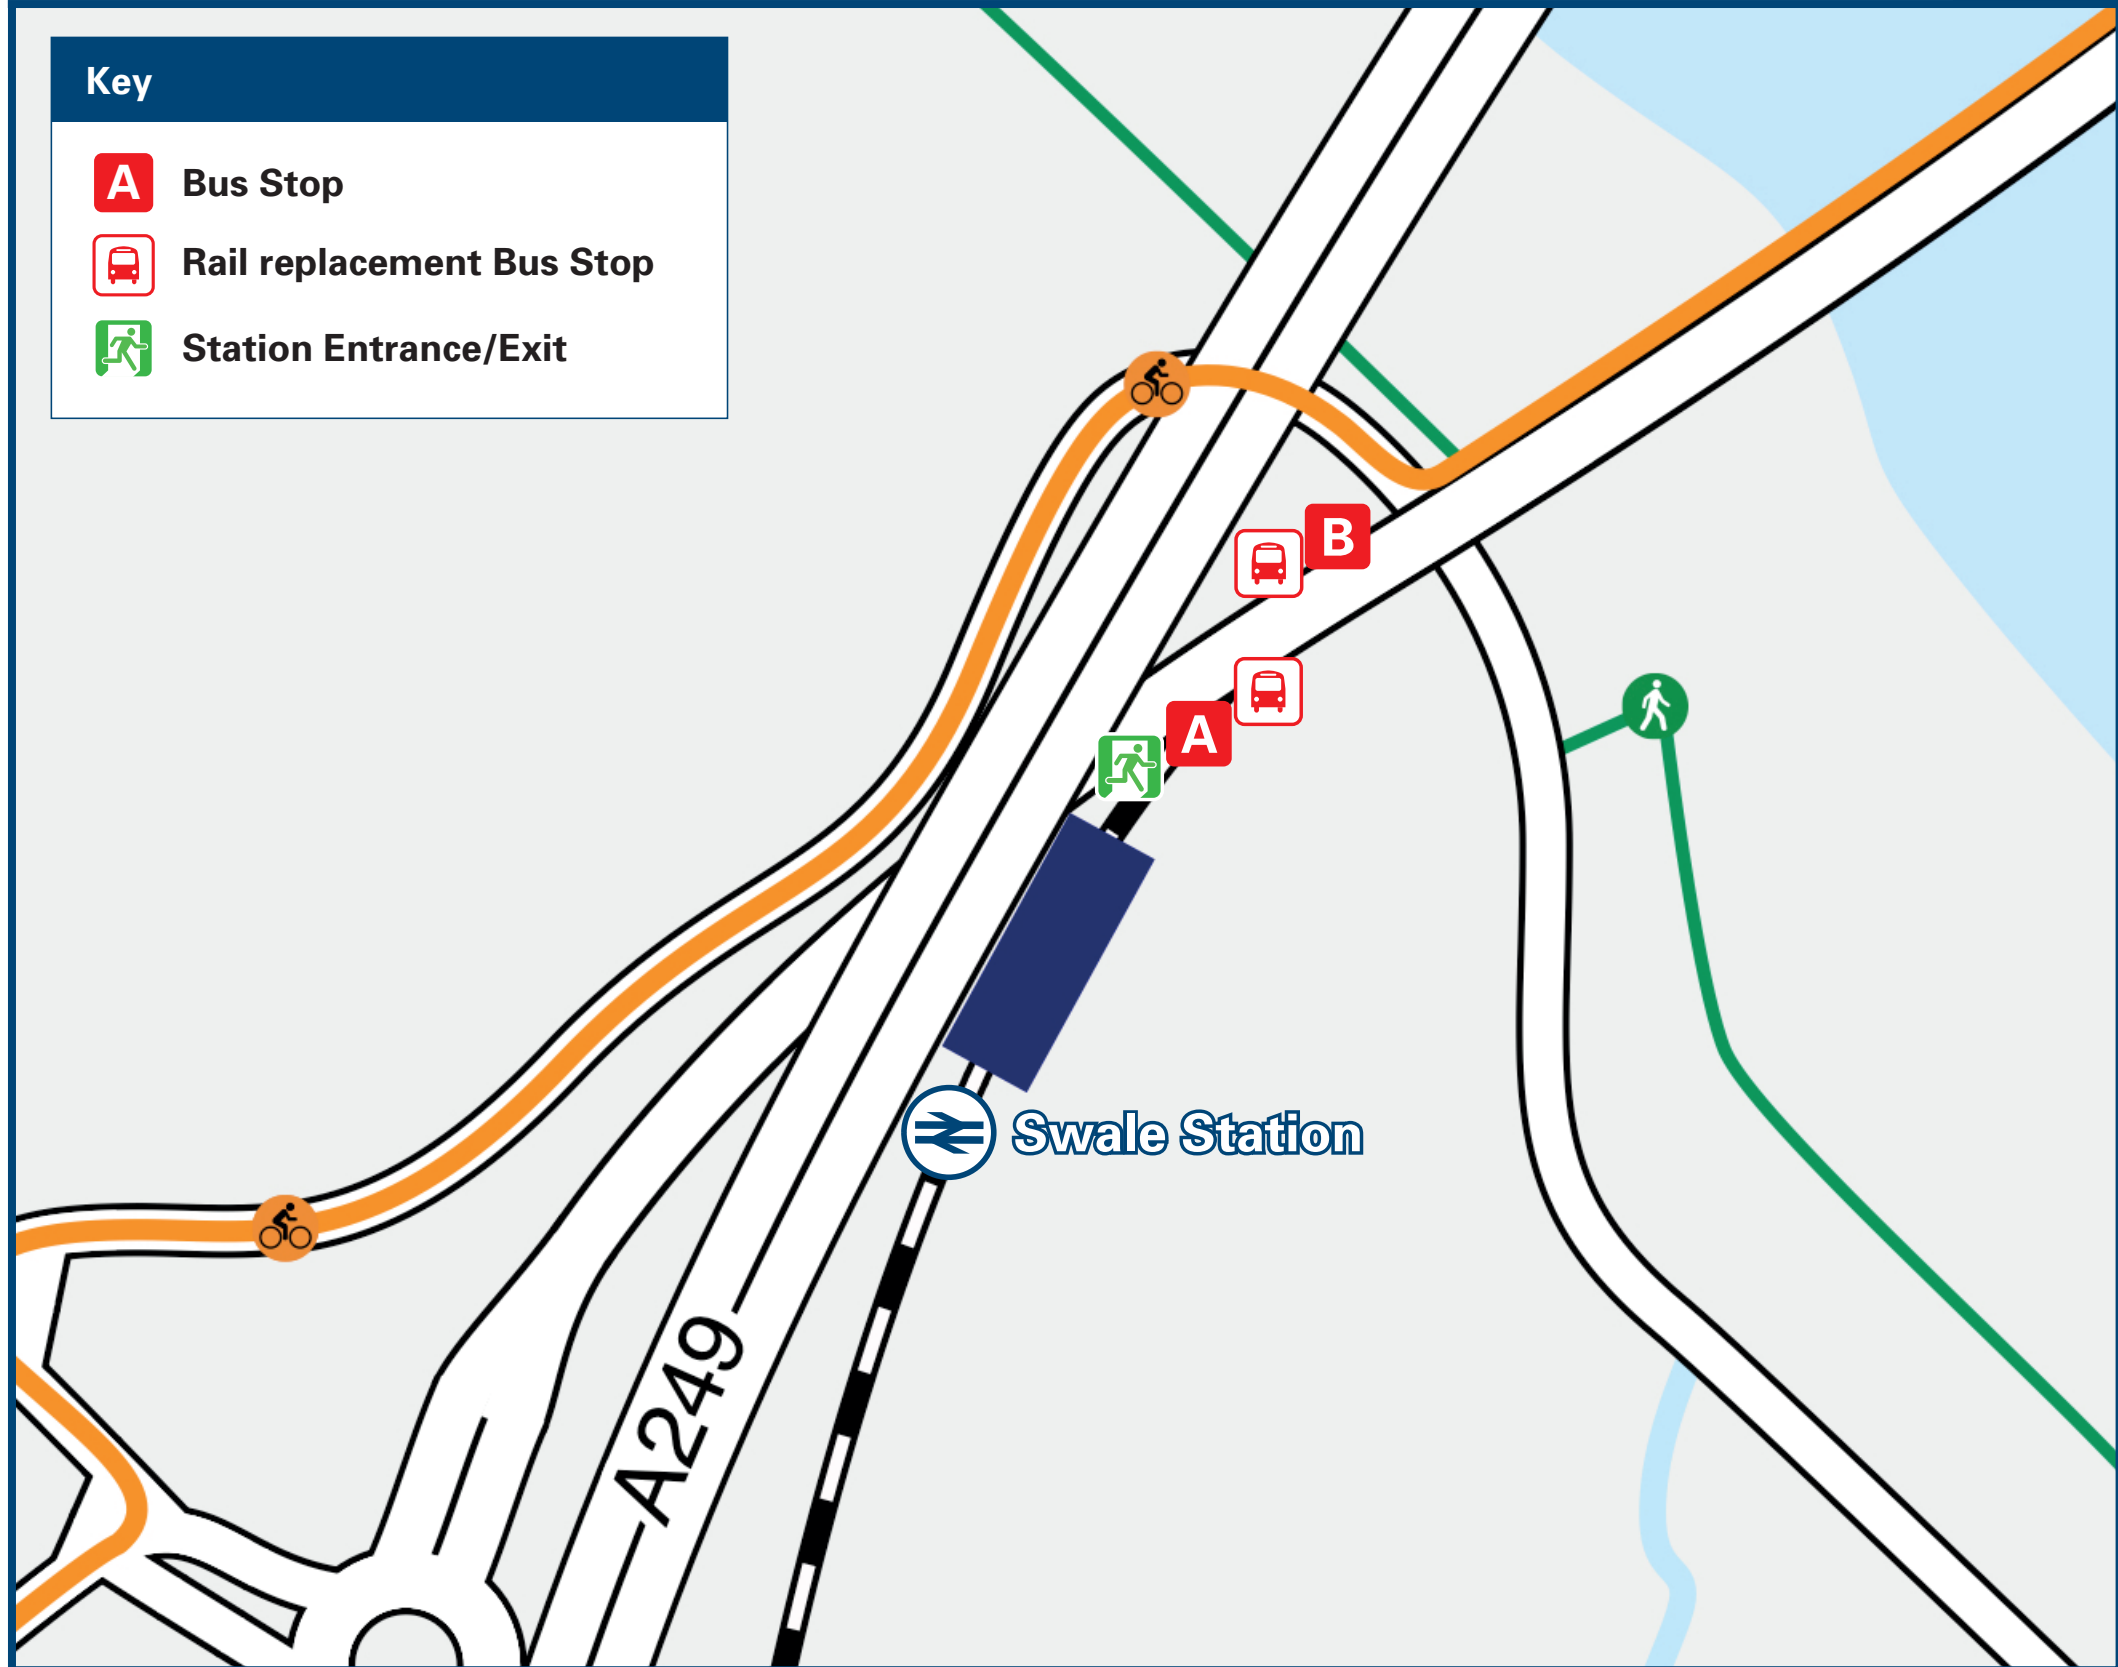 Key
A Bus Stop
Rail replacement Bus Stop
Station Entrance/Exit
B
A
Swale Station
A249